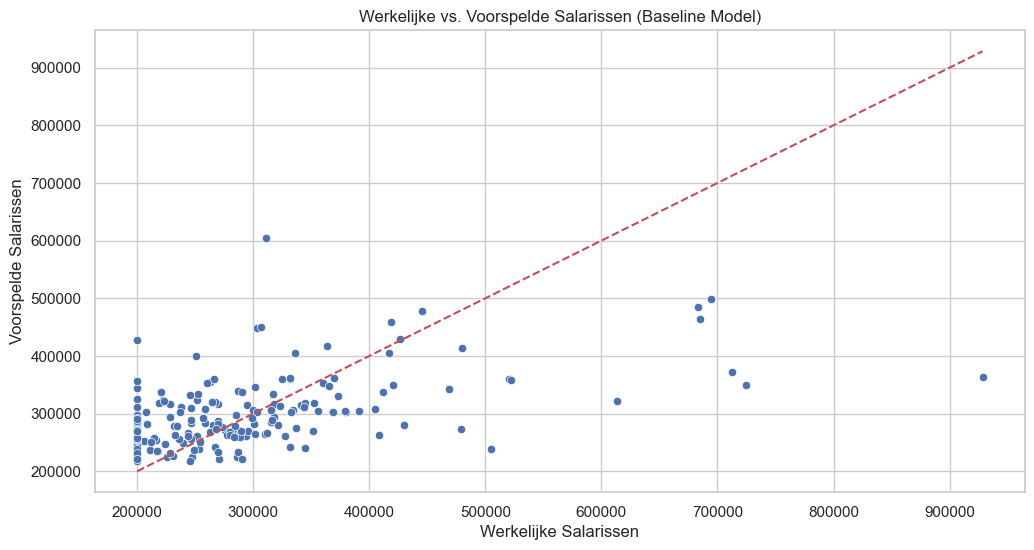 Werkelijke vs. Voorspelde Salarissen (Baseline Model)
Voorspelde Salarissen
900000
800000
700000
600000
500000
400000
300000
200000
200000 300000 400000 500000 600000 700000 800000 900000
Werkelijke Salarissen